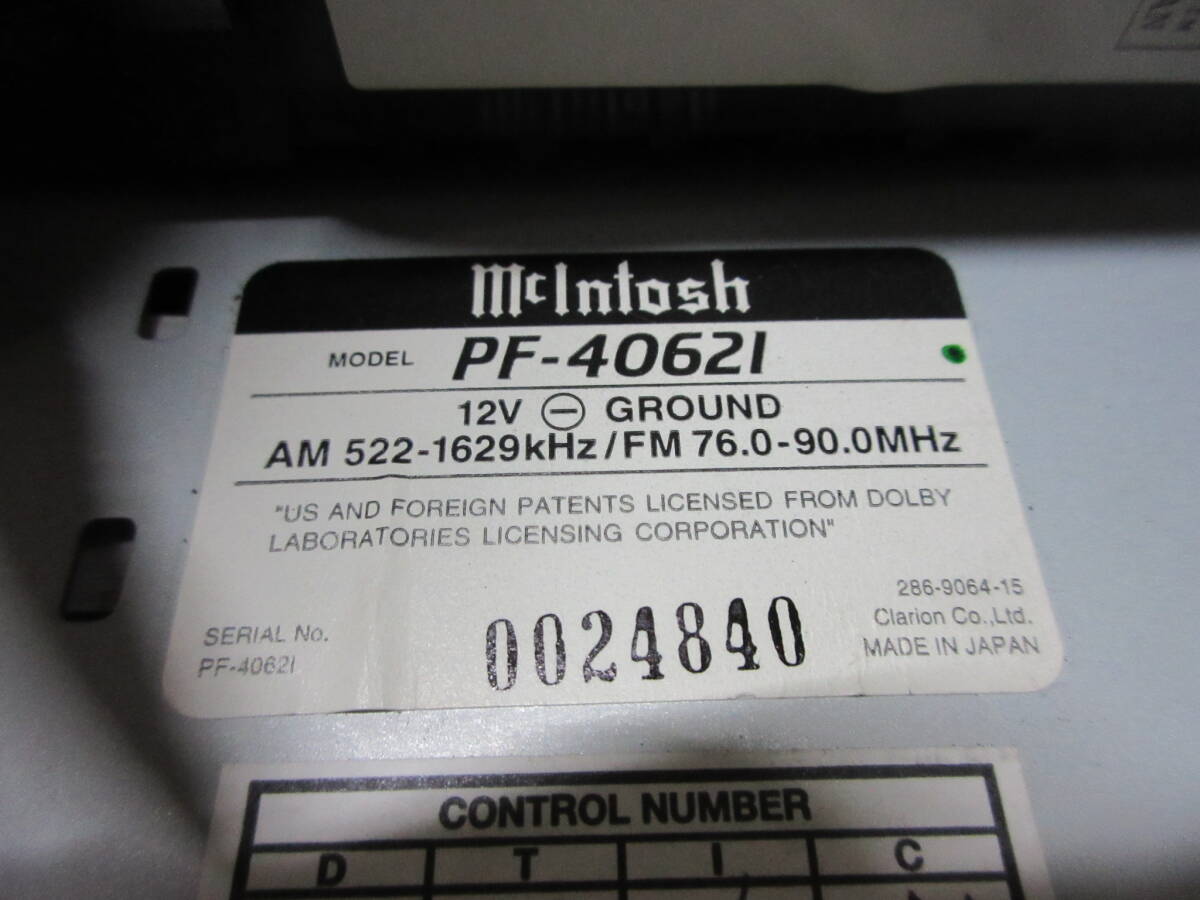 McIntosh
MODEL PF-4062I
12V ⊖ GROUND
AM 522-1629kHz/FM 76.0-90.0MHz
"US AND FOREIGN PATENTS LICENSED FROM DOLBY
LABORATORIES LICENSING CORPORATION"
286-9064-15
SERIAL No. 0024840 Clarion Co.,Ltd.
PF-4062I MADE IN JAPAN
CONTROL NUMBER
D T I C